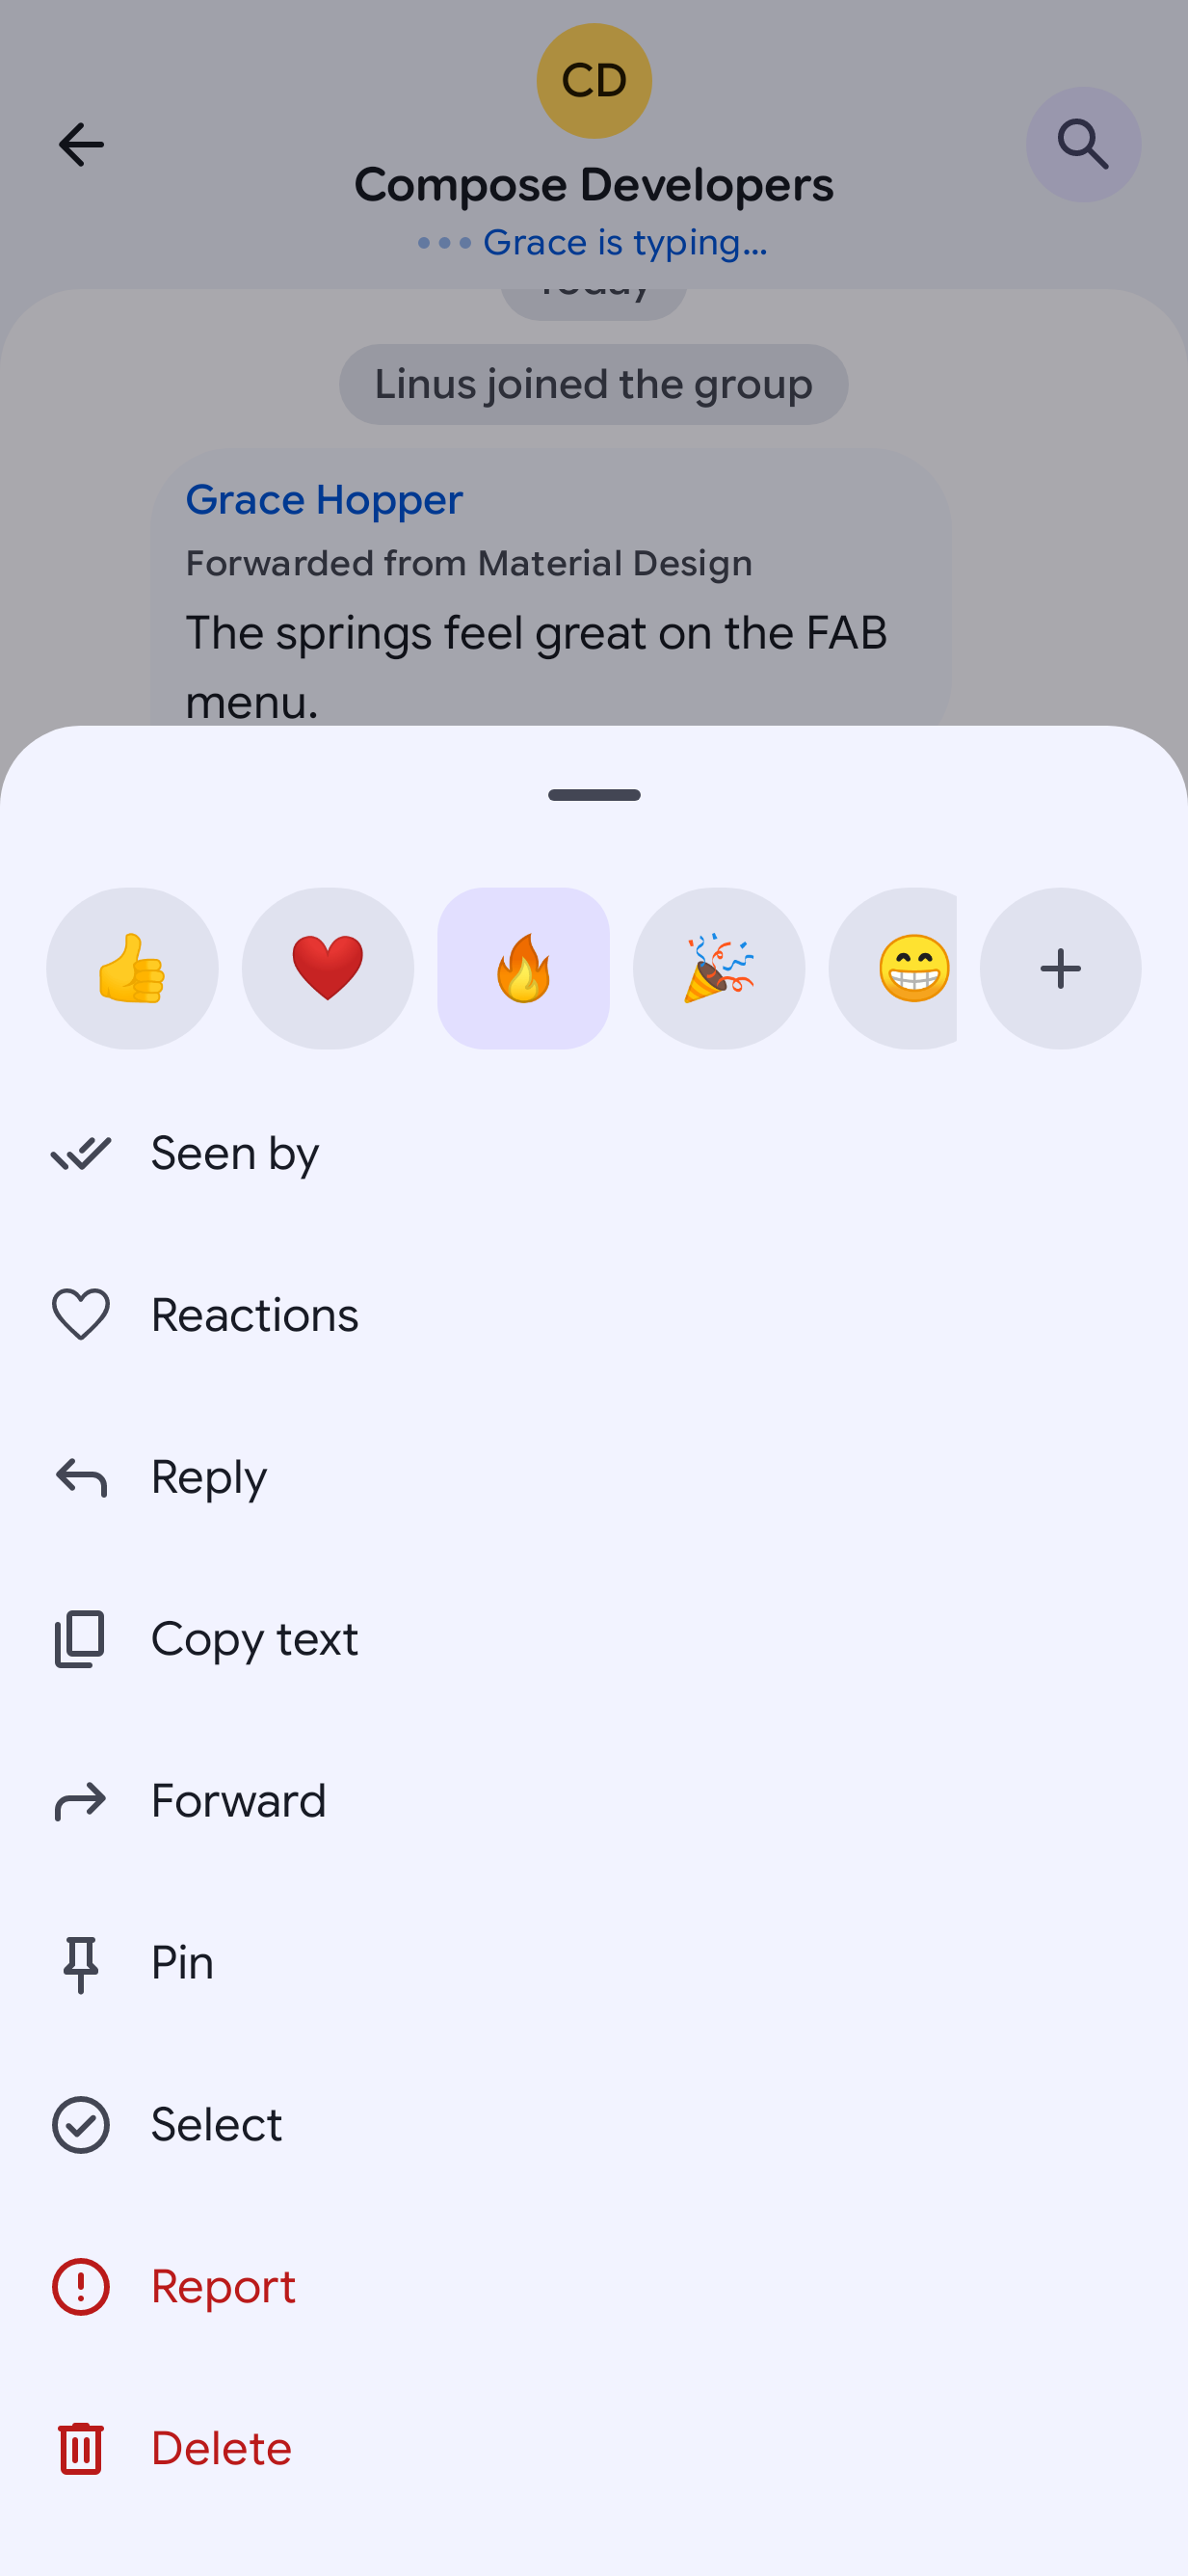 CD
Compose Developers
Grace is typing...
Today
Linus joined the group
Grace Hopper
Forwarded from Material Design
The springs feel great on the FAB
menu.
Seen by
Reactions
Reply
Copy text
Forward
Pin
Select
Report
Delete